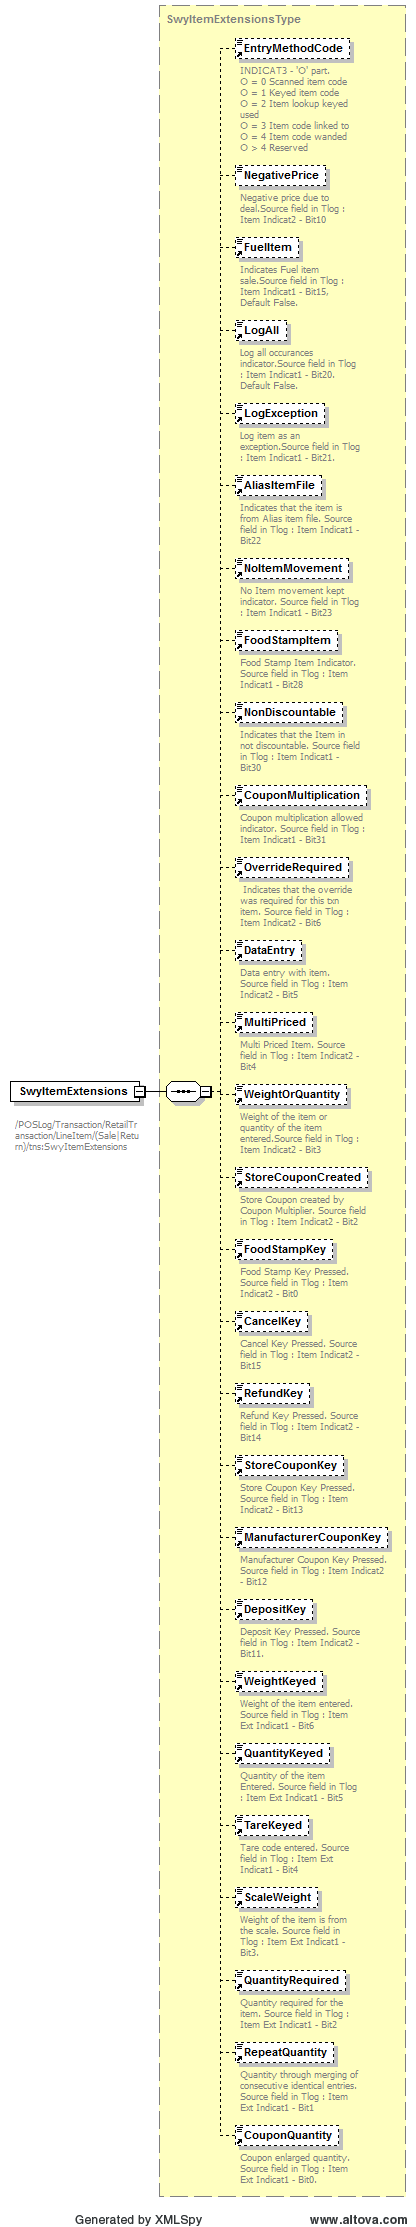 SwyItemExtensionsType
EntryMethodCode
INDICAT3 - 'O' part.
O = 0 Scanned item code
O = 1 Keyed item code
O = 2 Item lookup keyed
used
O = 3 Item code linked to
O = 4 Item code wanded
O > 4 Reserved
NegativePrice
Negative price due to
deal.Source field in Tlog :
Item Indicat2 - Bit10
FuelItem
Indicates Fuel item
sale.Source field in Tlog :
Item Indicat1 - Bit15,
Default False.
LogAll
Log all occurances
indicator.Source field in Tlog
: Item Indicat1 - Bit20.
Default False.
LogException
Log item as an
exception.Source field in Tlog
: Item Indicat1 - Bit21.
AliasItemFile
Indicates that the item is
from Alias item file. Source
field in Tlog : Item Indicat1 -
Bit22
NoItemMovement
No Item movement kept
indicator. Source field in Tlog
: Item Indicat1 - Bit23
FoodStampItem
Food Stamp Item Indicator.
Source field in Tlog : Item
Indicat1 - Bit28
NonDiscountable
Indicates that the Item in
not discountable. Source field
in Tlog : Item Indicat1 -
Bit30
CouponMultiplication
Coupon multiplication allowed
indicator. Source field in Tlog :
Item Indicat1 - Bit31
OverrideRequired
Indicates that the override
was required for this txn
item. Source field in Tlog :
Item Indicat2 - Bit6
DataEntry
Data entry with item.
Source field in Tlog : Item
Indicat2 - Bit5
MultiPriced
Multi Priced Item. Source
field in Tlog : Item Indicat2 -
Bit4
SwyItemExtensions
/POSLog/Transaction/RetailTr
ansaction/LineItem/(Sale|Retu
rn)/tns:SwyItemExtensions
WeightOrQuantity
Weight of the item or
quantity of the item
entered.Source field in Tlog :
Item Indicat2 - Bit3
StoreCouponCreated
Store Coupon created by
Coupon Multiplier. Source field
in Tlog : Item Indicat2 - Bit2
FoodStampKey
Food Stamp Key Pressed.
Source field in Tlog : Item
Indicat2 - Bit0
CancelKey
Cancel Key Pressed. Source
field in Tlog : Item Indicat2 -
Bit15
RefundKey
Refund Key Pressed. Source
field in Tlog : Item Indicat2 -
Bit14
StoreCouponKey
Store Coupon Key Pressed.
Source field in Tlog : Item
Indicat2 - Bit13
ManufacturerCouponKey
Manufacturer Coupon Key Pressed.
Source field in Tlog : Item Indicat2
- Bit12
DepositKey
Deposit Key Pressed. Source
field in Tlog : Item Indicat2 -
Bit11.
WeightKeyed
Weight of the item entered.
Source field in Tlog : Item
Ext Indicat1 - Bit6
QuantityKeyed
Quantity of the item
Entered. Source field in Tlog
: Item Ext Indicat1 - Bit5
TareKeyed
Tare code entered. Source
field in Tlog : Item Ext
Indicat1 - Bit4
ScaleWeight
Weight of the item is from
the scale. Source field in
Tlog : Item Ext Indicat1 -
Bit3.
QuantityRequired
Quantity required for the
item. Source field in Tlog :
Item Ext Indicat1 - Bit2
RepeatQuantity
Quantity through merging of
consecutive identical entries.
Source field in Tlog : Item
Ext Indicat1 - Bit1
CouponQuantity
Coupon enlarged quantity.
Source field in Tlog : Item
Ext Indicat1 - Bit0.
Generated by XMLSpy
www.altova.com